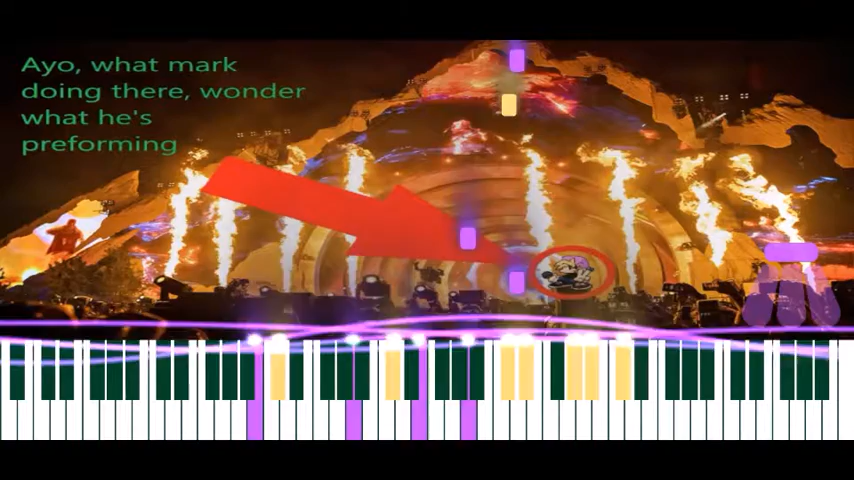 Ayo, what mark
doing there, wonder
what he's
preforming